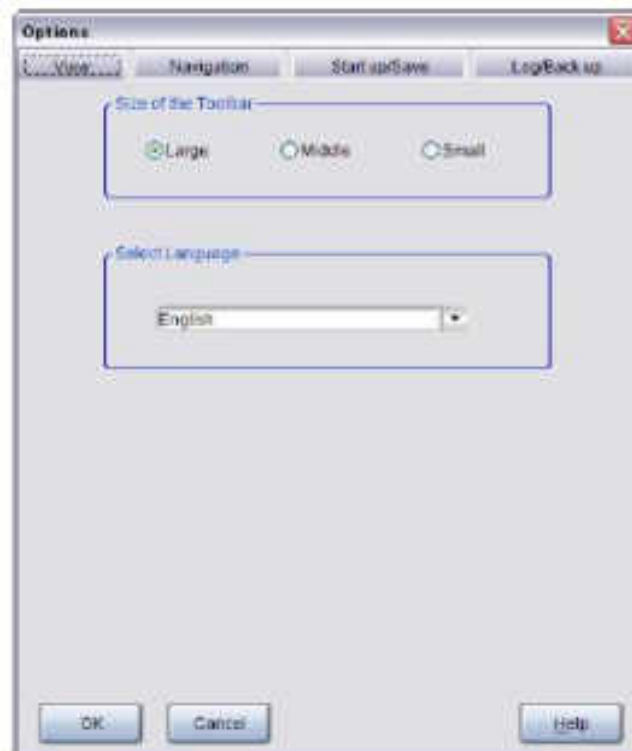 Options
View Navigation Start up/Save Log/Back up
Size of the Toolbar
Large Middle Small
Select Language
English
OK Cancel Help